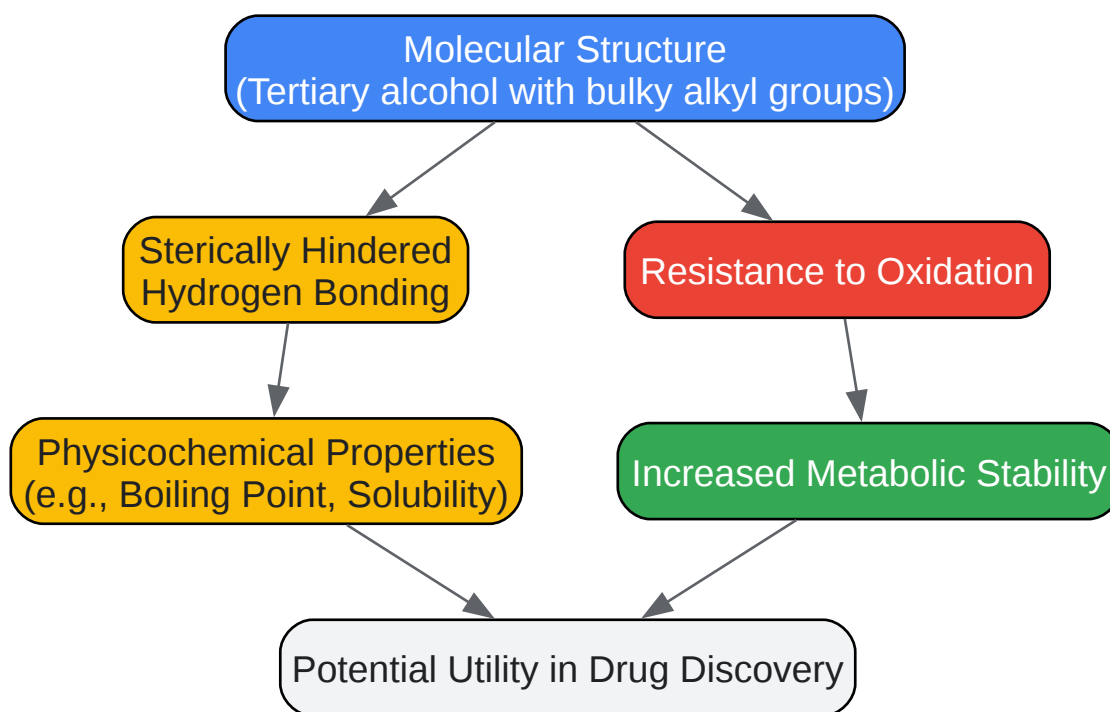 Molecular Structure
(Tertiary alcohol with bulky alkyl groups)
Sterically Hindered
Hydrogen Bonding
Resistance to Oxidation
Physicochemical Properties
(e.g., Boiling Point, Solubility)
Increased Metabolic Stability
Potential Utility in Drug Discovery